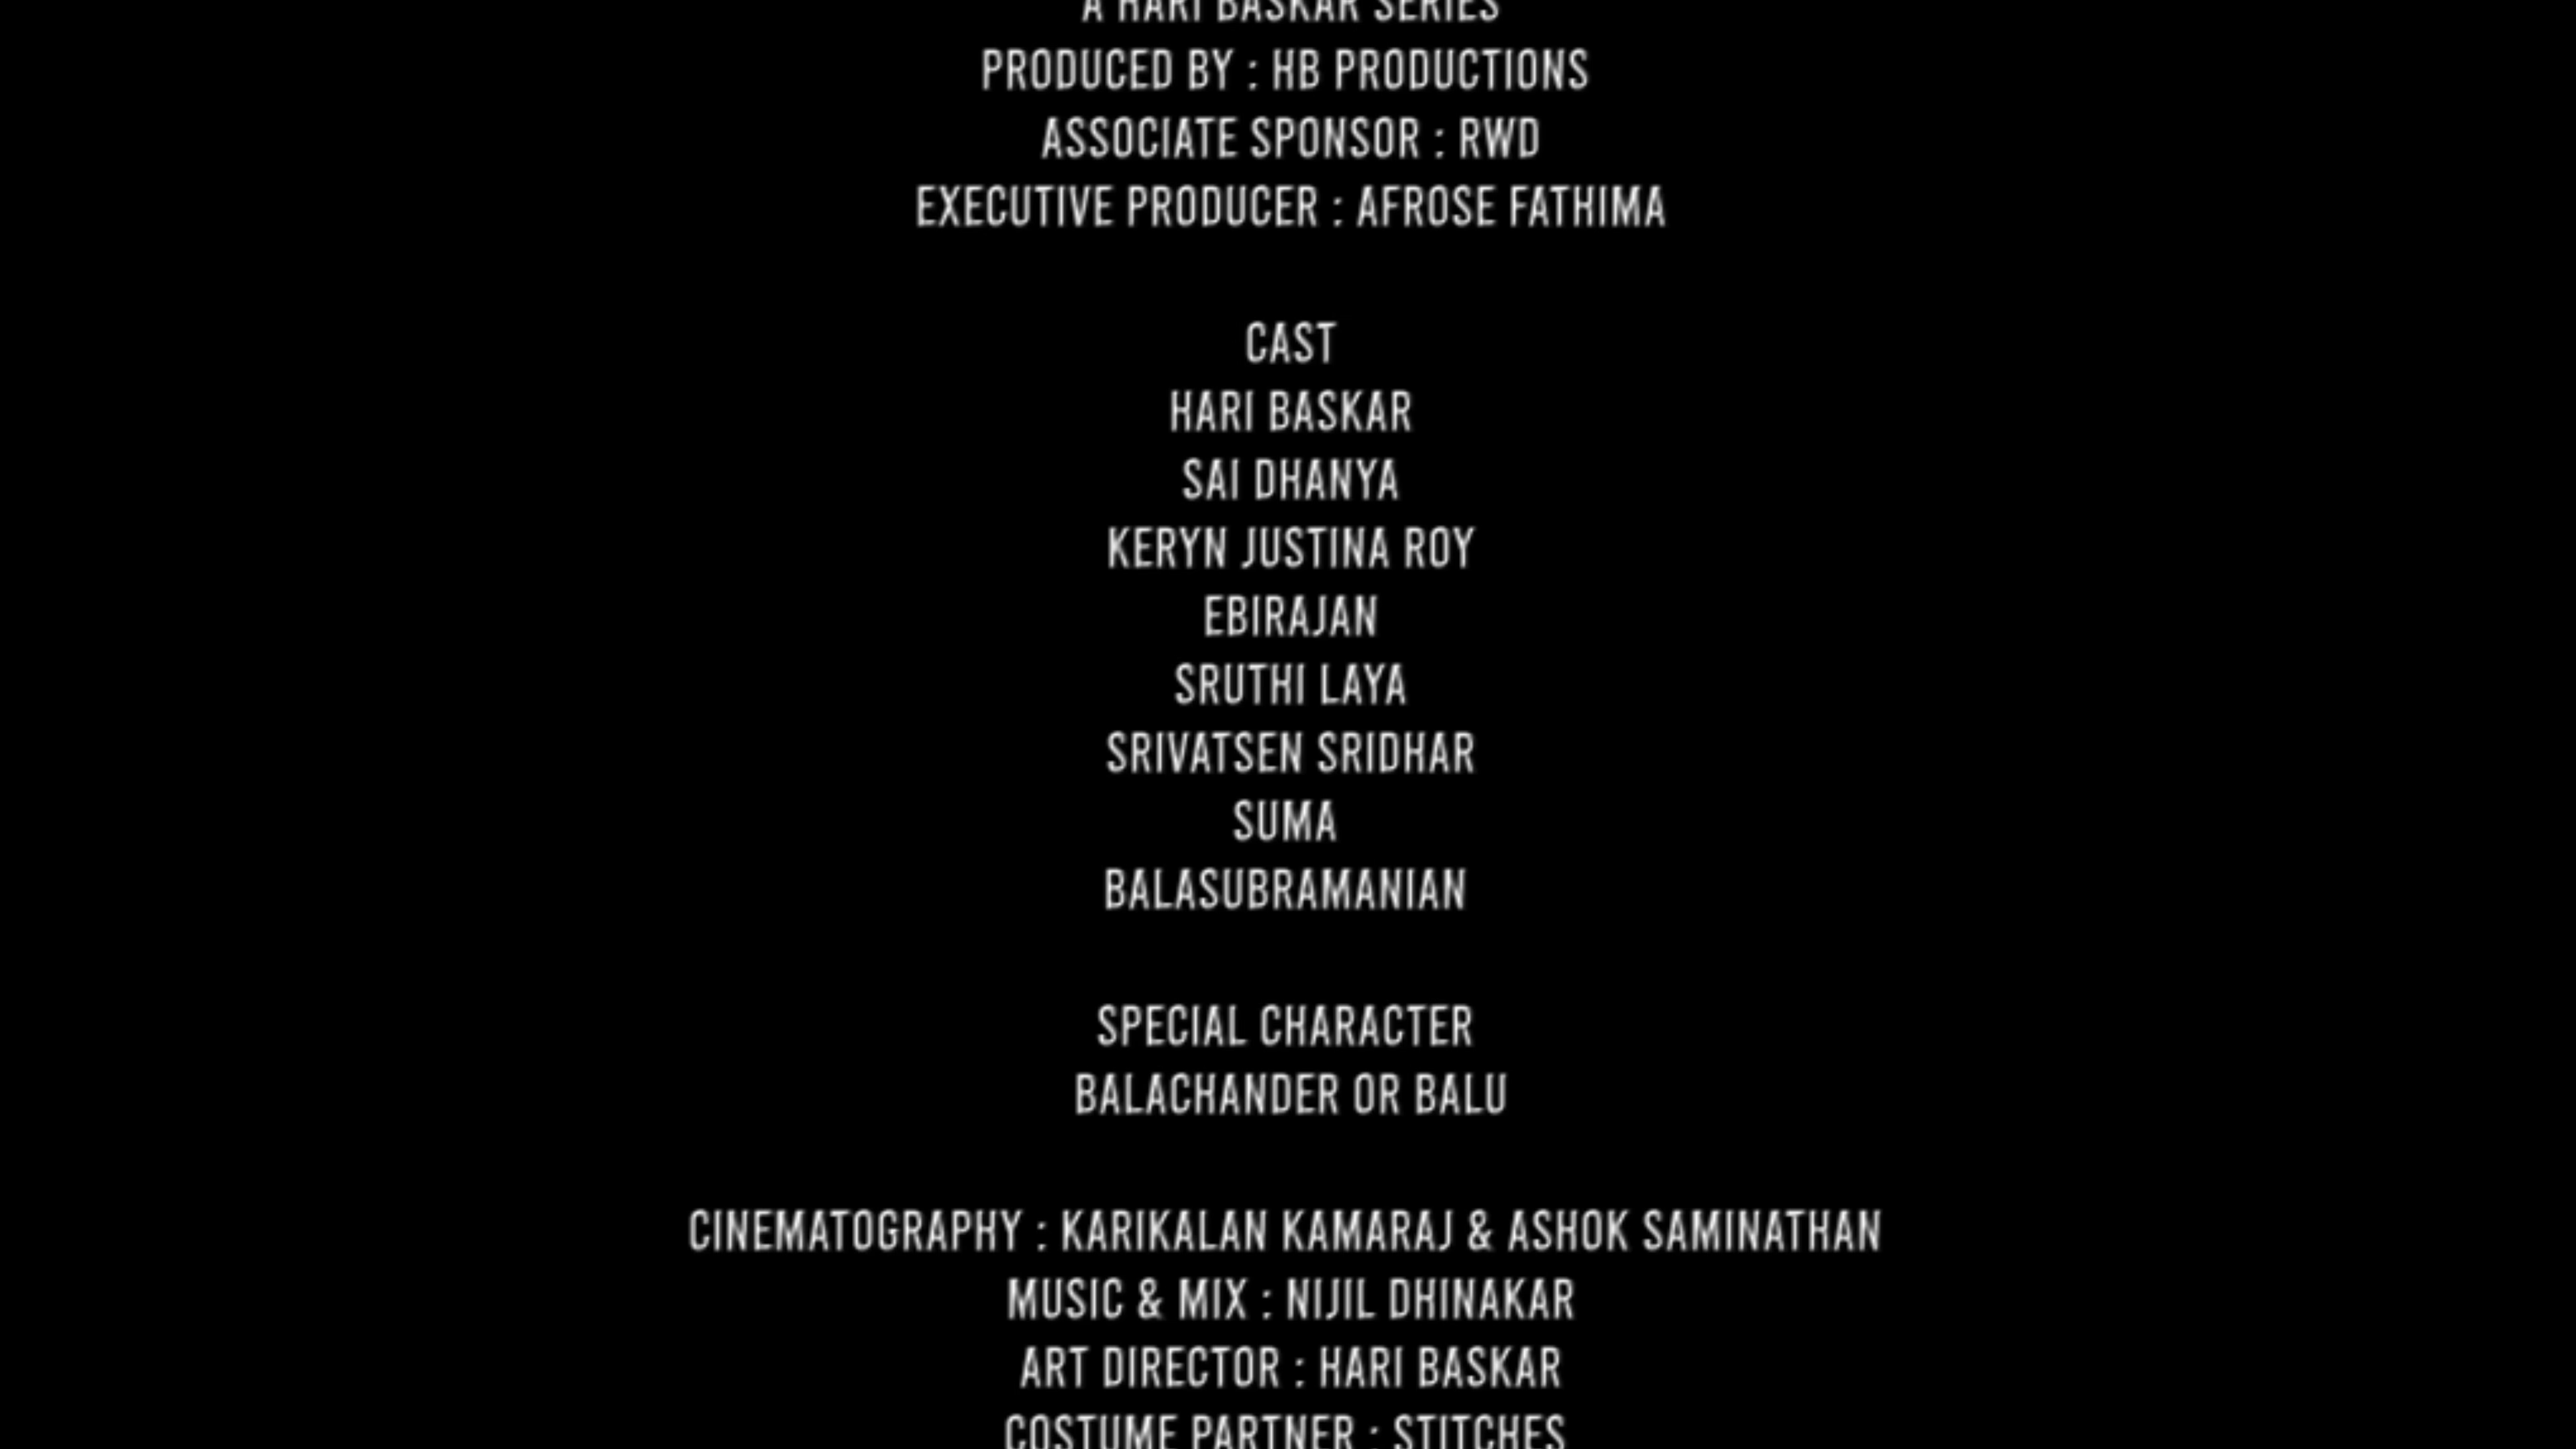 A HARI BASKAR SERIES
PRODUCED BY : HB PRODUCTIONS
ASSOCIATE SPONSOR : RWD
EXECUTIVE PRODUCER : AFROSE FATHIMA
CAST
HARI BASKAR
SAI DHANYA
KERYN JUSTINA ROY
EBIRAJAN
SRUTHI LAYA
SRIVATSEN SRIDHAR
SUMA
BALASUBRAMANIAN
SPECIAL CHARACTER
BALACHANDER OR BALU
CINEMATOGRAPHY : KARIKALAN KAMARAJ & ASHOK SAMINATHAN
MUSIC & MIX : NIJIL DHINAKAR
ART DIRECTOR : HARI BASKAR
COSTUME PARTNER : STITCHES